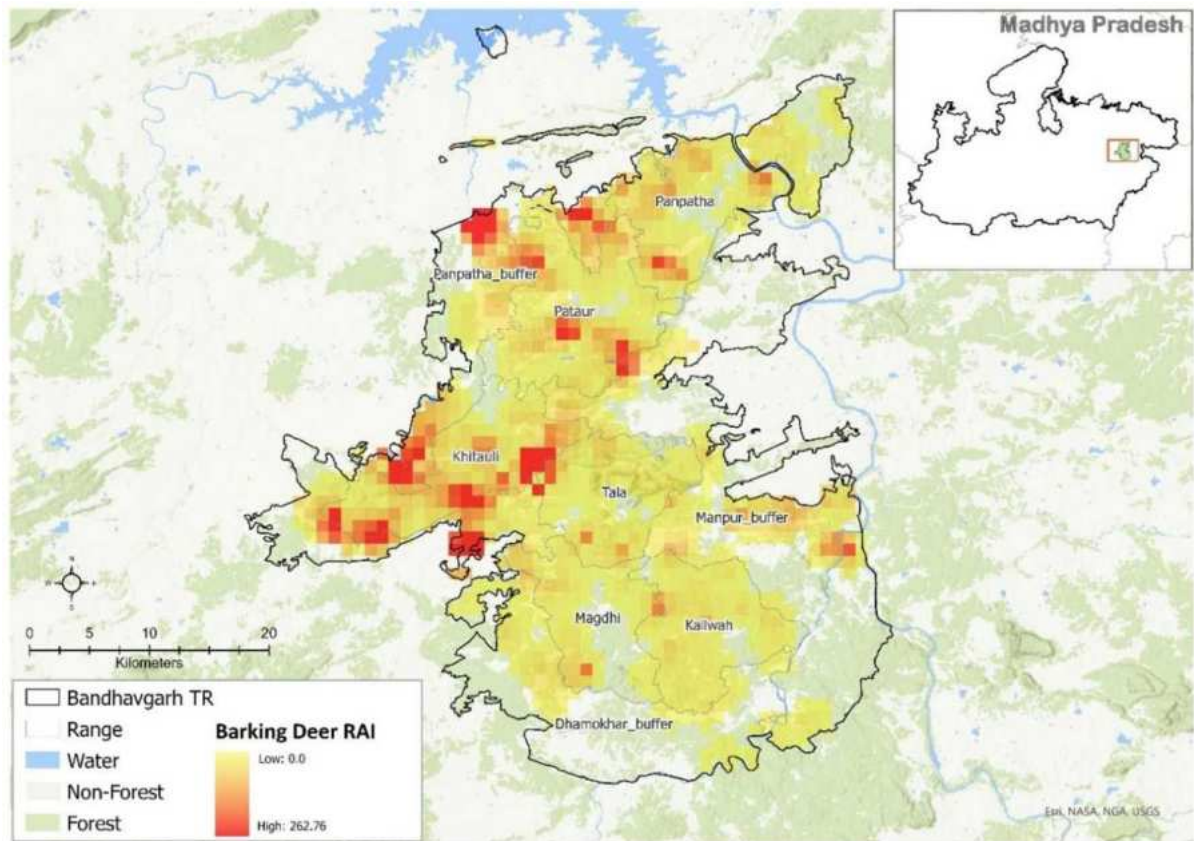 Madhya Pradesh
Panpatha
Panpatha_buffer
Pataur
Khitauli
Tala
Manpur_buffer
Magdhi
Kallwah
Dhamokhar_buffer
N
W
E
S
0 5 10 20
Kilometers
Bandhavgarh TR
Range
Water
Non-Forest
Forest
Barking Deer RAI
Low: 0.0
High: 262.76
Esri, NASA, NGA, USGS